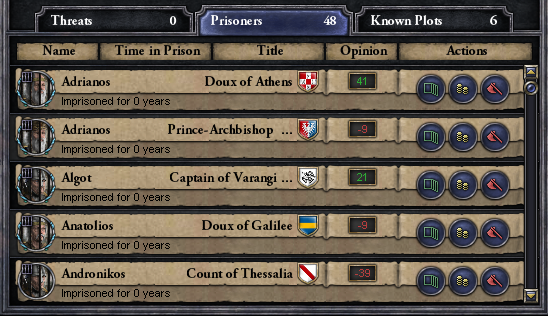 Threats 0 Prisoners 48 Known Plots 6
Name Time in Prison Title Opinion Actions
Adrianos Doux of Athens 41
Imprisoned for 0 years
Adrianos Prince-Archbishop ... -9
Imprisoned for 0 years
Algot Captain of Varangi ... 21
Imprisoned for 0 years
Anatolios Doux of Galilee -9
Imprisoned for 0 years
Andronikos Count of Thessalia -39
Imprisoned for 0 years